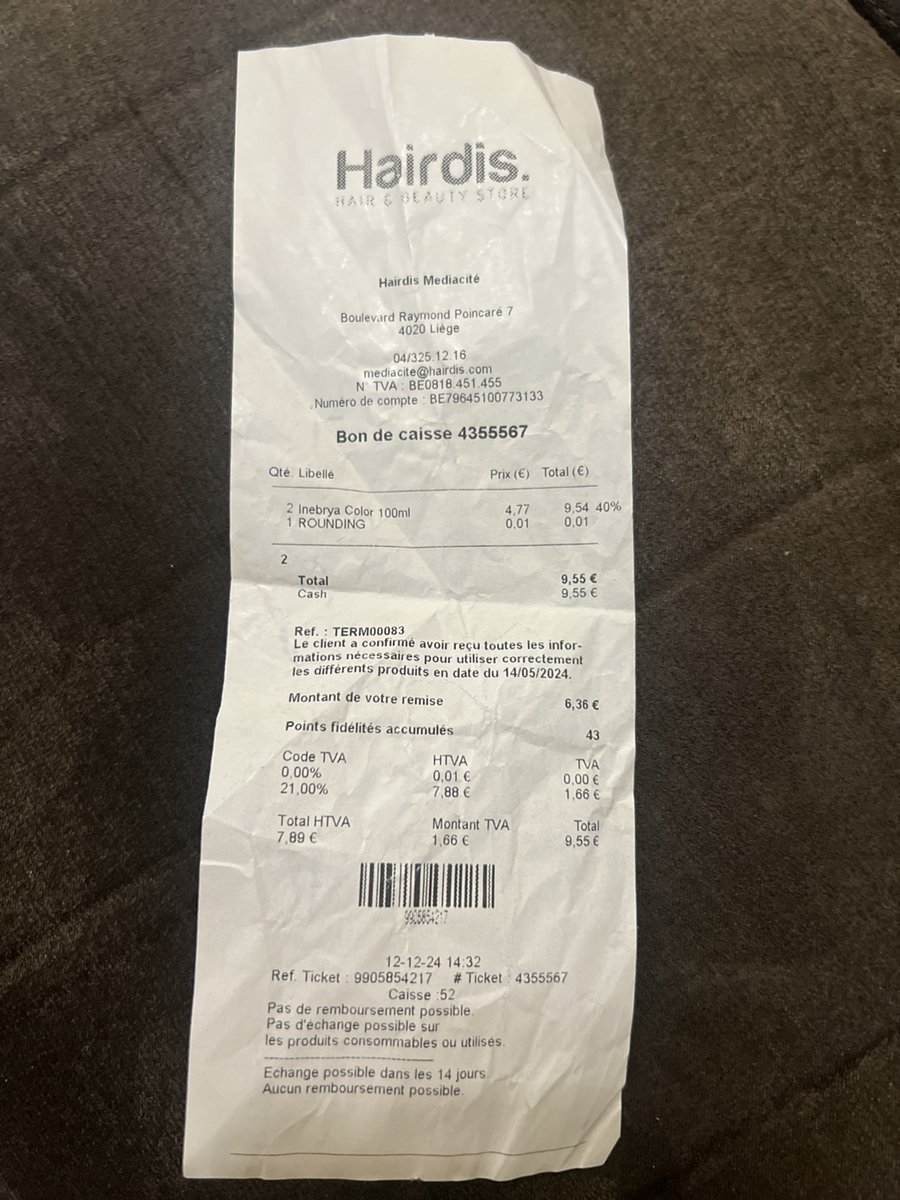 Hairdis.
HAIR & BEAUTY STORE
Hairdis Mediacité
Boulevard Raymond Poincaré 7
4020 Liège
04/325.12.16
mediacite@hairdis.com
N° TVA : BE0818.451.455
Numéro de compte : BE79645100773133
Bon de caisse 4355567
Qté. Libellé Prix (€) Total (€)
2 Inebrya Color 100ml 4,77 9,54 40%
1 ROUNDING 0,01 0,01
2
Total 9,55 €
Cash 9,55 €
Ref. : TERM00083
Le client a confirmé avoir reçu toutes les infor-
mations nécessaires pour utiliser correctement
les différents produits en date du 14/05/2024.
Montant de votre remise 6,36 €
Points fidélités accumulés 43
Code TVA HTVA TVA
0,00% 0,01 € 0,00 €
21,00% 7,88 € 1,66 €
Total HTVA Montant TVA Total
7,89 € 1,66 € 9,55 €
9905854217
12-12-24 14:32
Ref. Ticket : 9905854217 # Ticket : 4355567
Caisse :52
Pas de remboursement possible.
Pas d'échange possible sur
les produits consommables ou utilisés.
Echange possible dans les 14 jours.
Aucun remboursement possible.